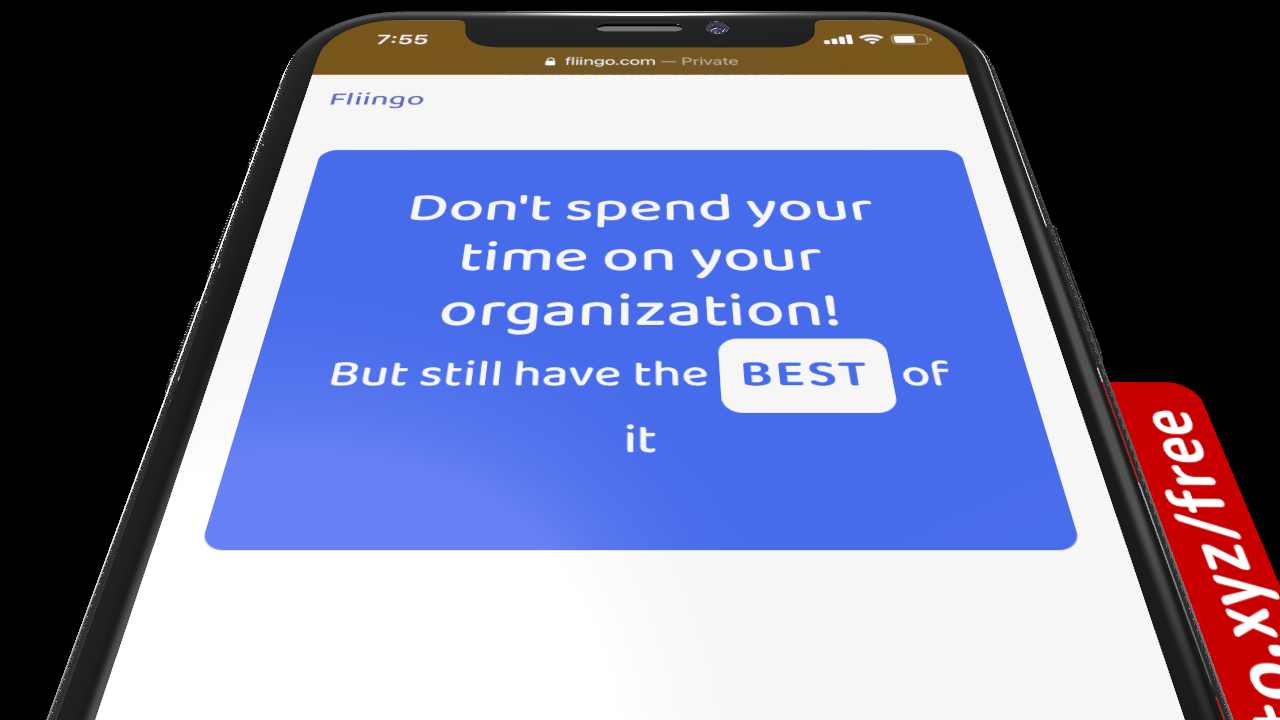 7:55
fliingo.com — Private
Fliingo
Don't spend your
time on your
organization!
But still have the BEST of
it
.xyz/free